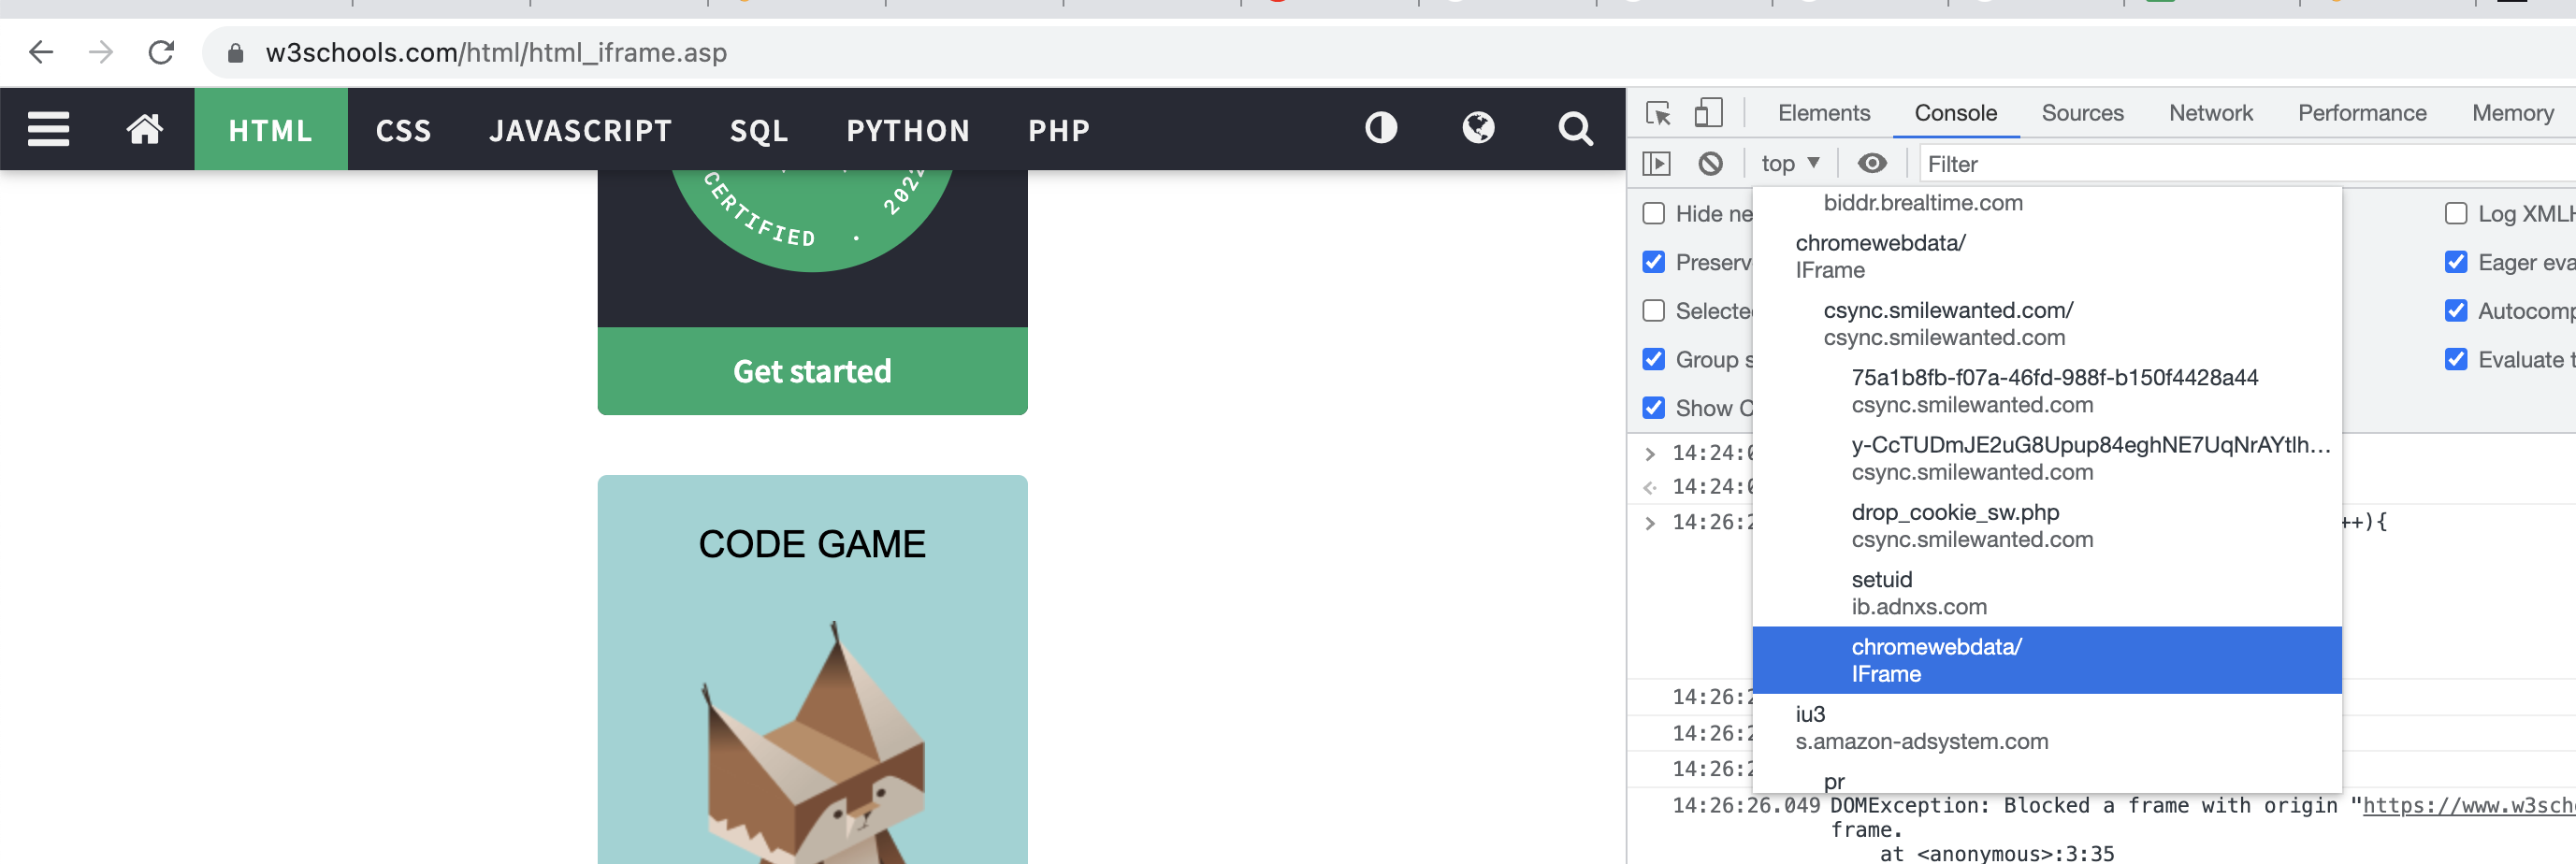 w3schools.com/html/html_iframe.asp
HTML CSS JAVASCRIPT SQL PYTHON PHP
CERTIFIED · 2022
Get started
CODE GAME
Elements Console Sources Network Performance Memory
top Filter
Hide ne
Preserv
Selecte
Group s
Show C
Log XMLH
Eager eva
Autocomp
Evaluate t
biddr.brealtime.com
chromewebdata/
IFrame
csync.smilewanted.com/
csync.smilewanted.com
75a1b8fb-f07a-46fd-988f-b150f4428a44
csync.smilewanted.com
y-CcTUDmJE2uG8Upup84eghNE7UqNrAYtlh...
csync.smilewanted.com
drop_cookie_sw.php
csync.smilewanted.com
setuid
ib.adnxs.com
chromewebdata/
IFrame
iu3
s.amazon-adsystem.com
pr
14:24:0
14:24:0
14:26:2 ++){
14:26:2
14:26:2
14:26:2
14:26:26.049 DOMException: Blocked a frame with origin "https://www.w3sch
frame.
at <anonymous>:3:35